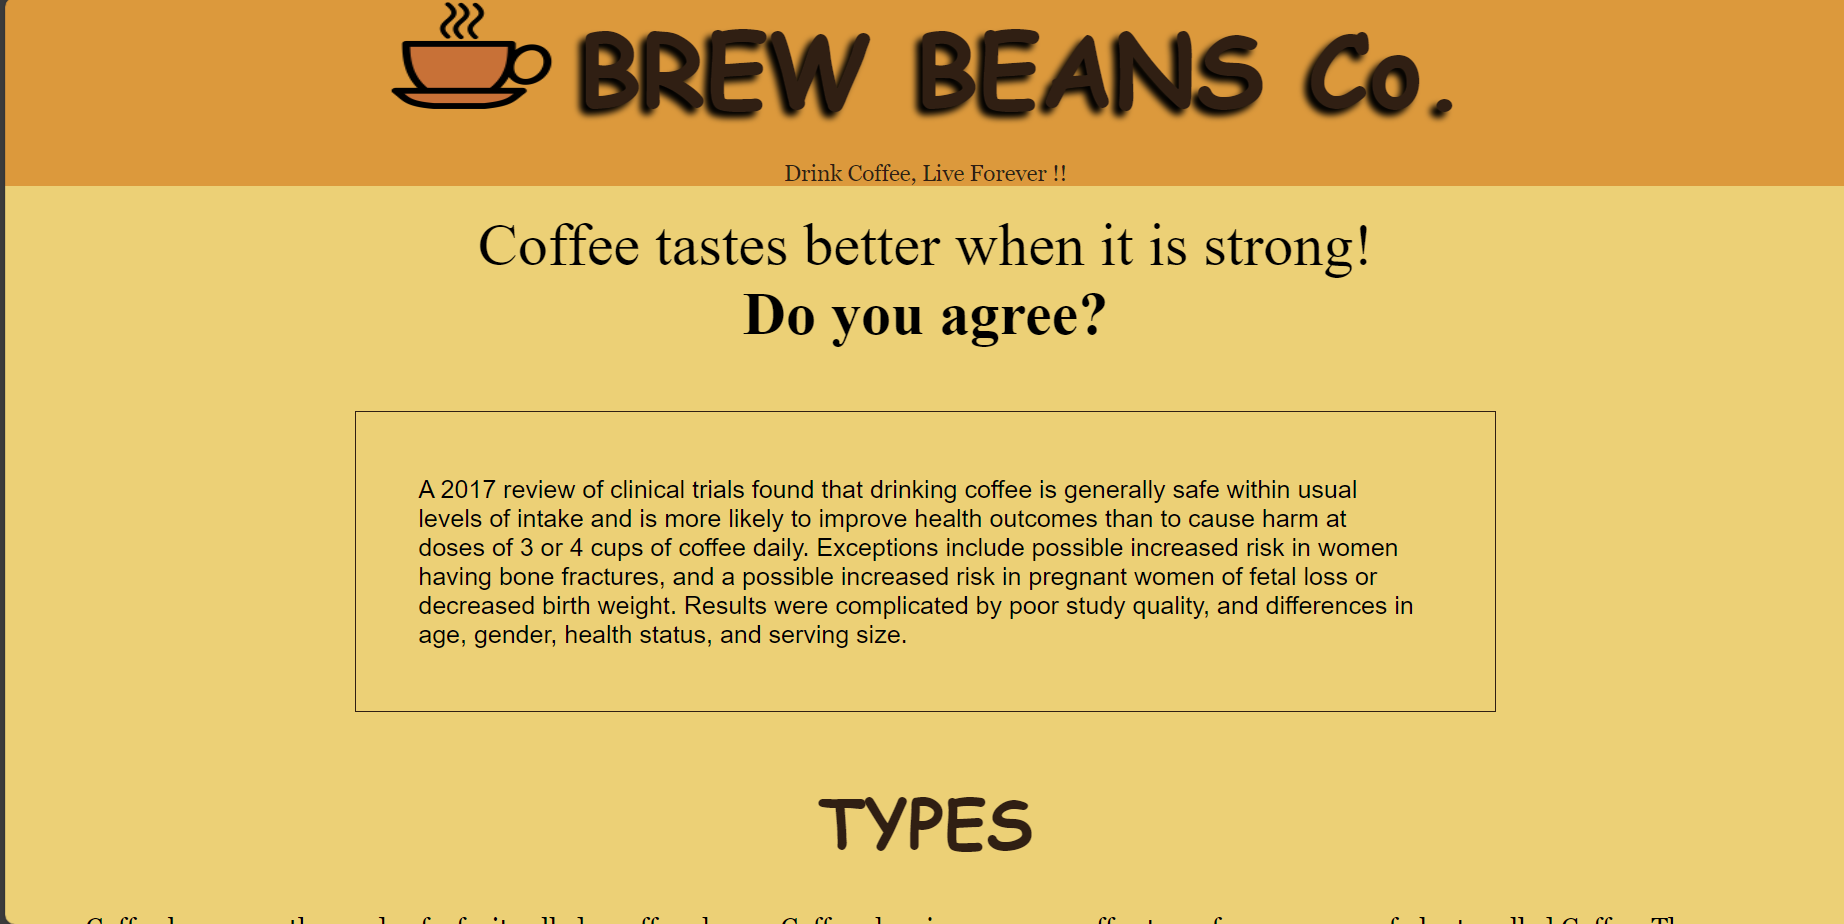 BREW BEANS Co.
Drink Coffee, Live Forever !!
Coffee tastes better when it is strong!
Do you agree?
A 2017 review of clinical trials found that drinking coffee is generally safe within usual
levels of intake and is more likely to improve health outcomes than to cause harm at
doses of 3 or 4 cups of coffee daily. Exceptions include possible increased risk in women
having bone fractures, and a possible increased risk in pregnant women of fetal loss or
decreased birth weight. Results were complicated by poor study quality, and differences in
age, gender, health status, and serving size.
TYPES